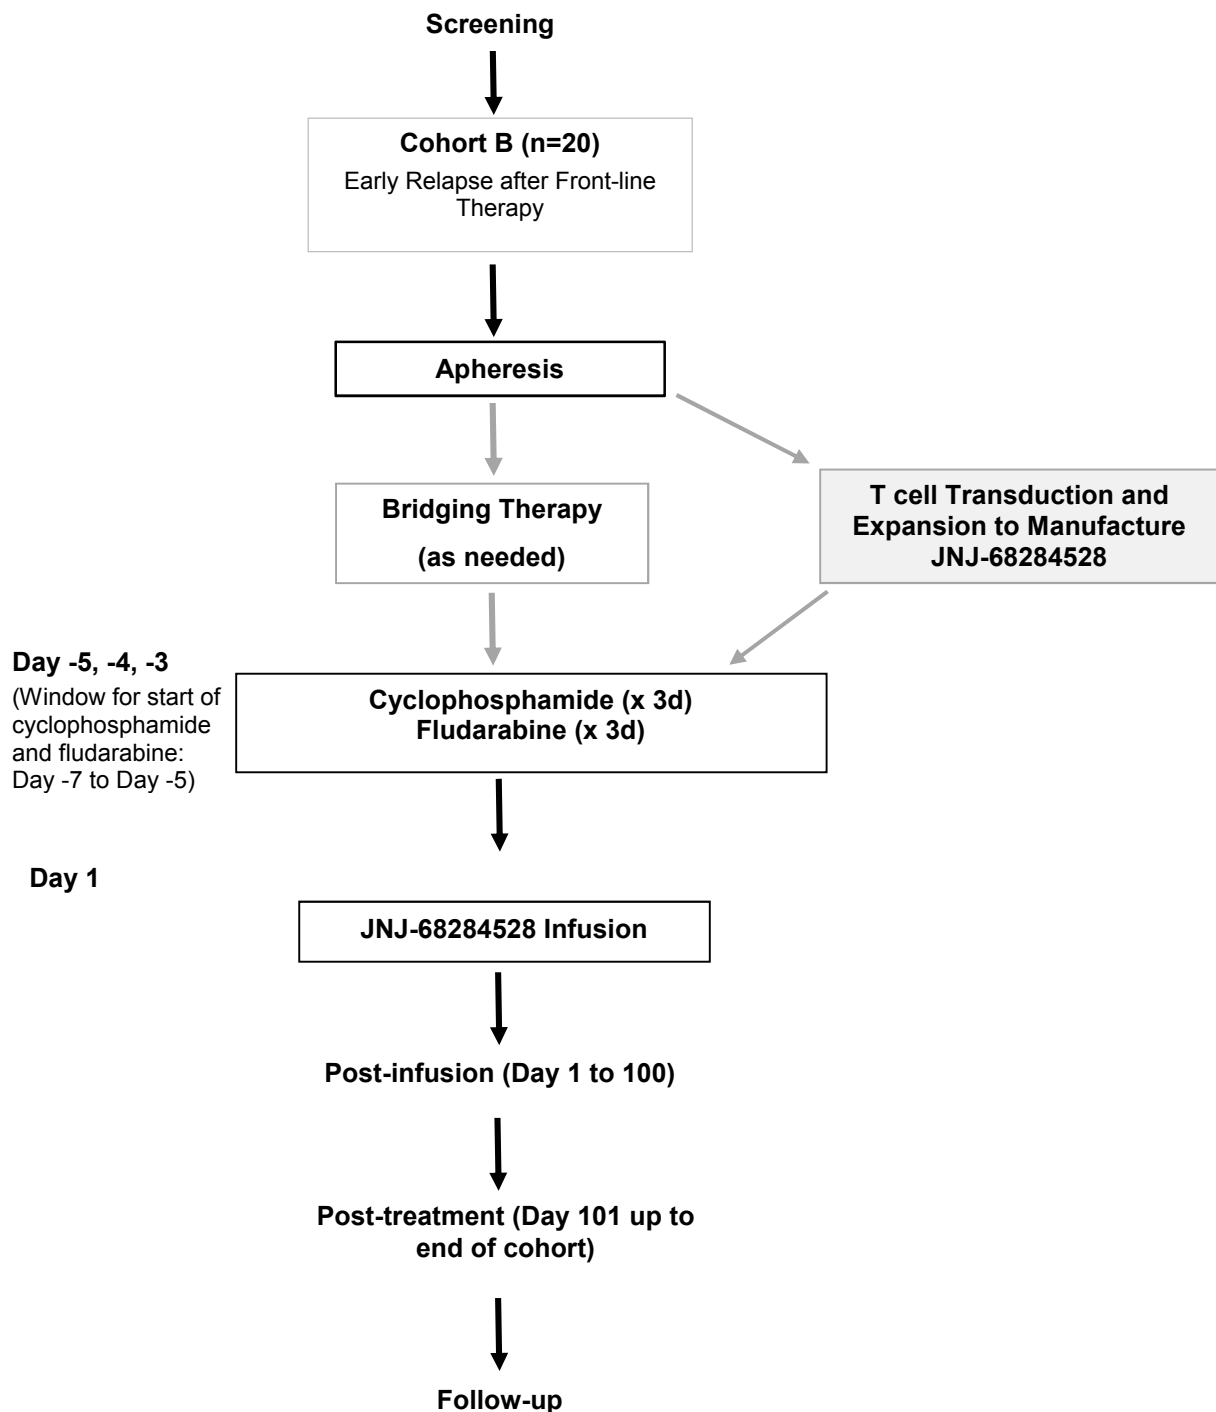 Screening
Cohort B (n=20)
Early Relapse after Front-line
Therapy
Apheresis
Bridging Therapy
(as needed)
T cell Transduction and
Expansion to Manufacture
JNJ-68284528
Day -5, -4, -3
(Window for start of
cyclophosphamide
and fludarabine:
Day -7 to Day -5)
Cyclophosphamide (x 3d)
Fludarabine (x 3d)
Day 1
JNJ-68284528 Infusion
Post-infusion (Day 1 to 100)
Post-treatment (Day 101 up to
end of cohort)
Follow-up